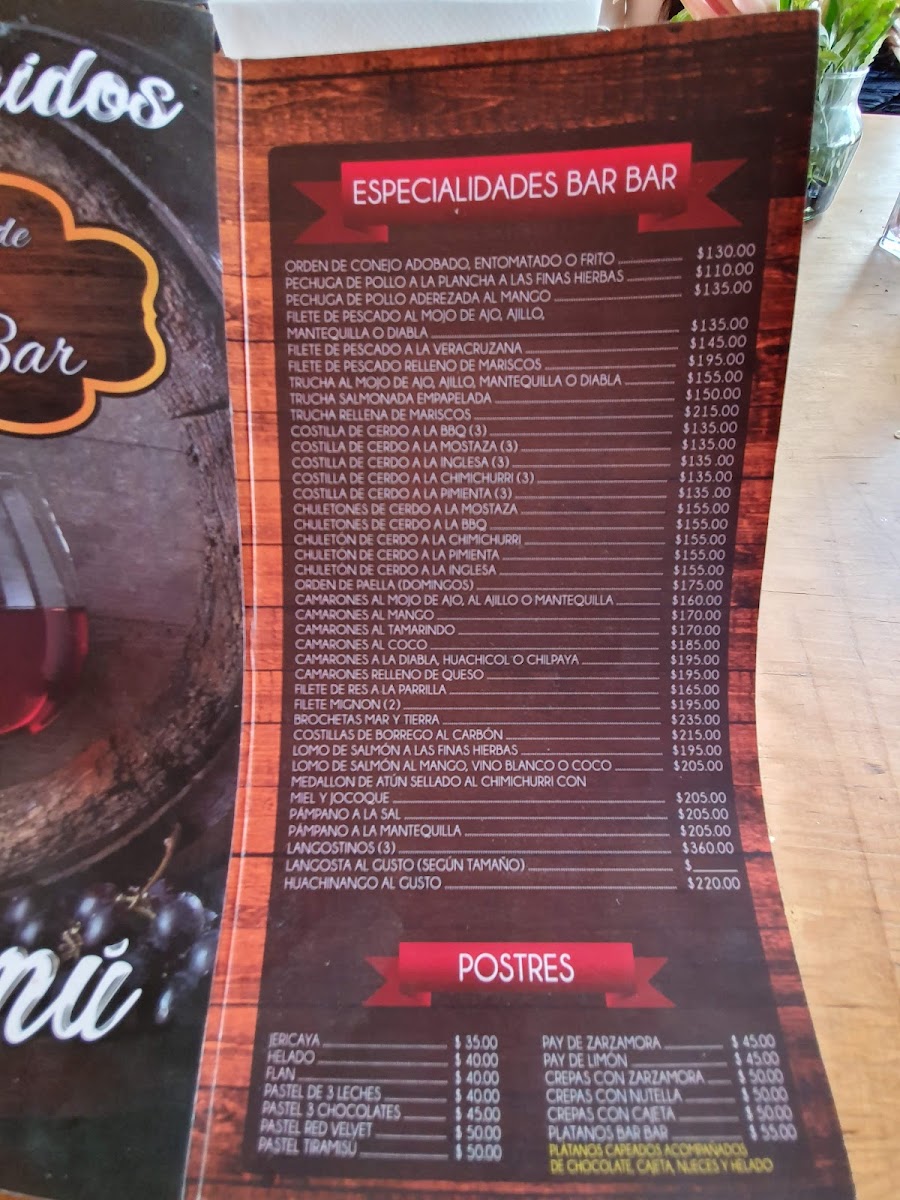 idos
de
Bar
nú
ESPECIALIDADES BAR BAR
ORDEN DE CONEJO ADOBADO, ENTOMATADO O FRITO $130.00
PECHUGA DE POLLO A LA PLANCHA A LAS FINAS HIERBAS $110.00
PECHUGA DE POLLO ADEREZADA AL MANGO $135.00
FILETE DE PESCADO AL MOJO DE AJO, AJILLO,
MANTEQUILLA O DIABLA $135.00
FILETE DE PESCADO A LA VERACRUZANA $145.00
FILETE DE PESCADO RELLENO DE MARISCOS $195.00
TRUCHA AL MOJO DE AJO, AJILLO, MANTEQUILLA O DIABLA $155.00
TRUCHA SALMONADA EMPAPELADA $150.00
TRUCHA RELLENA DE MARISCOS $215.00
COSTILLA DE CERDO A LA BBQ (3) $135.00
COSTILLA DE CERDO A LA MOSTAZA (3) $135.00
COSTILLA DE CERDO A LA INGLESA (3) $135.00
COSTILLA DE CERDO A LA CHIMICHURRI (3) $135.00
COSTILLA DE CERDO A LA PIMIENTA (3) $135.00
CHULETONES DE CERDO A LA MOSTAZA $155.00
CHULETONES DE CERDO A LA BBQ $155.00
CHULETÓN DE CERDO A LA CHIMICHURRI $155.00
CHULETÓN DE CERDO A LA PIMIENTA $155.00
CHULETÓN DE CERDO A LA INGLESA $155.00
ORDEN DE PAELLA (DOMINGOS) $175.00
CAMARONES AL MOJO DE AJO, AL AJILLO O MANTEQUILLA $160.00
CAMARONES AL MANGO $170.00
CAMARONES AL TAMARINDO $170.00
CAMARONES AL COCO $185.00
CAMARONES A LA DIABLA, HUACHICOL O CHILPAYA $195.00
CAMARONES RELLENO DE QUESO $195.00
FILETE DE RES A LA PARRILLA $165.00
FILETE MIGNON (2) $195.00
BROCHETAS MAR Y TIERRA $235.00
COSTILLAS DE BORREGO AL CARBÓN $215.00
LOMO DE SALMÓN A LAS FINAS HIERBAS $195.00
LOMO DE SALMÓN AL MANGO, VINO BLANCO O COCO $205.00
MEDALLON DE ATÚN SELLADO AL CHIMICHURRI CON
MIEL Y JOCOQUE $205.00
PÁMPANO A LA SAL $205.00
PÁMPANO A LA MANTEQUILLA $205.00
LANGOSTINOS (3) $360.00
LANGOSTA AL GUSTO (SEGÚN TAMAÑO) $
HUACHINANGO AL GUSTO $220.00
POSTRES
JERICAYA $ 35.00
HELADO $ 40.00
FLAN $ 40.00
PASTEL DE 3 LECHES $ 40.00
PASTEL 3 CHOCOLATES $ 45.00
PASTEL RED VELVET $ 50.00
PASTEL TIRAMISÚ $ 50.00
PAY DE ZARZAMORA $ 45.00
PAY DE LIMÓN $ 45.00
CREPAS CON ZARZAMORA $ 50.00
CREPAS CON NUTELLA $ 50.00
CREPAS CON CAJETA $ 50.00
PLATANOS BAR BAR $ 55.00
PLÁTANOS CAPEADOS ACOMPAÑADOS
DE CHOCOLATE, CAJETA, NUECES Y HELADO